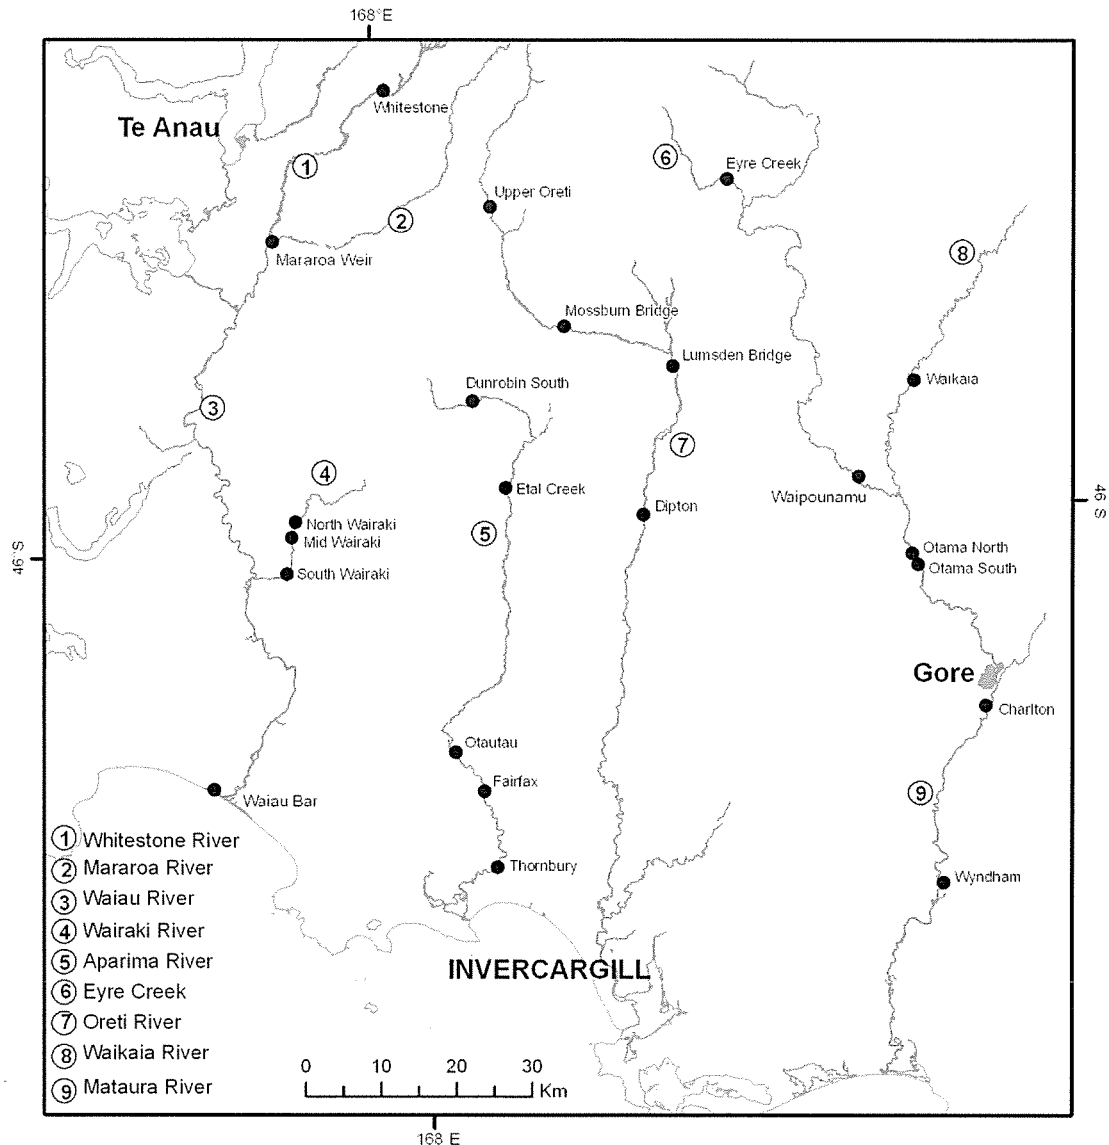 168°E
Whitestone
Te Anau
1
6
Eyre Creek
Upper Oreti
2
Mararoa Weir
8
Mossburn Bridge
Lumsden Bridge
Waikaia
Dunrobin South
3
7
4
Etal Creek
Waipounamu
46°S
North Wairaki
Dipton
5
Mid Wairaki
Otama North
46°S
South Wairaki
Otama South
Gore
Charlton
Otautau
Fairfax
9
Waiau Bar
Thornbury
Wyndham
INVERCARGILL
1 Whitestone River
2 Mararoa River
3 Waiau River
4 Wairaki River
5 Aparima River
6 Eyre Creek
7 Oreti River
8 Waikaia River
9 Mataura River
0 10 20 30
Km
168 E